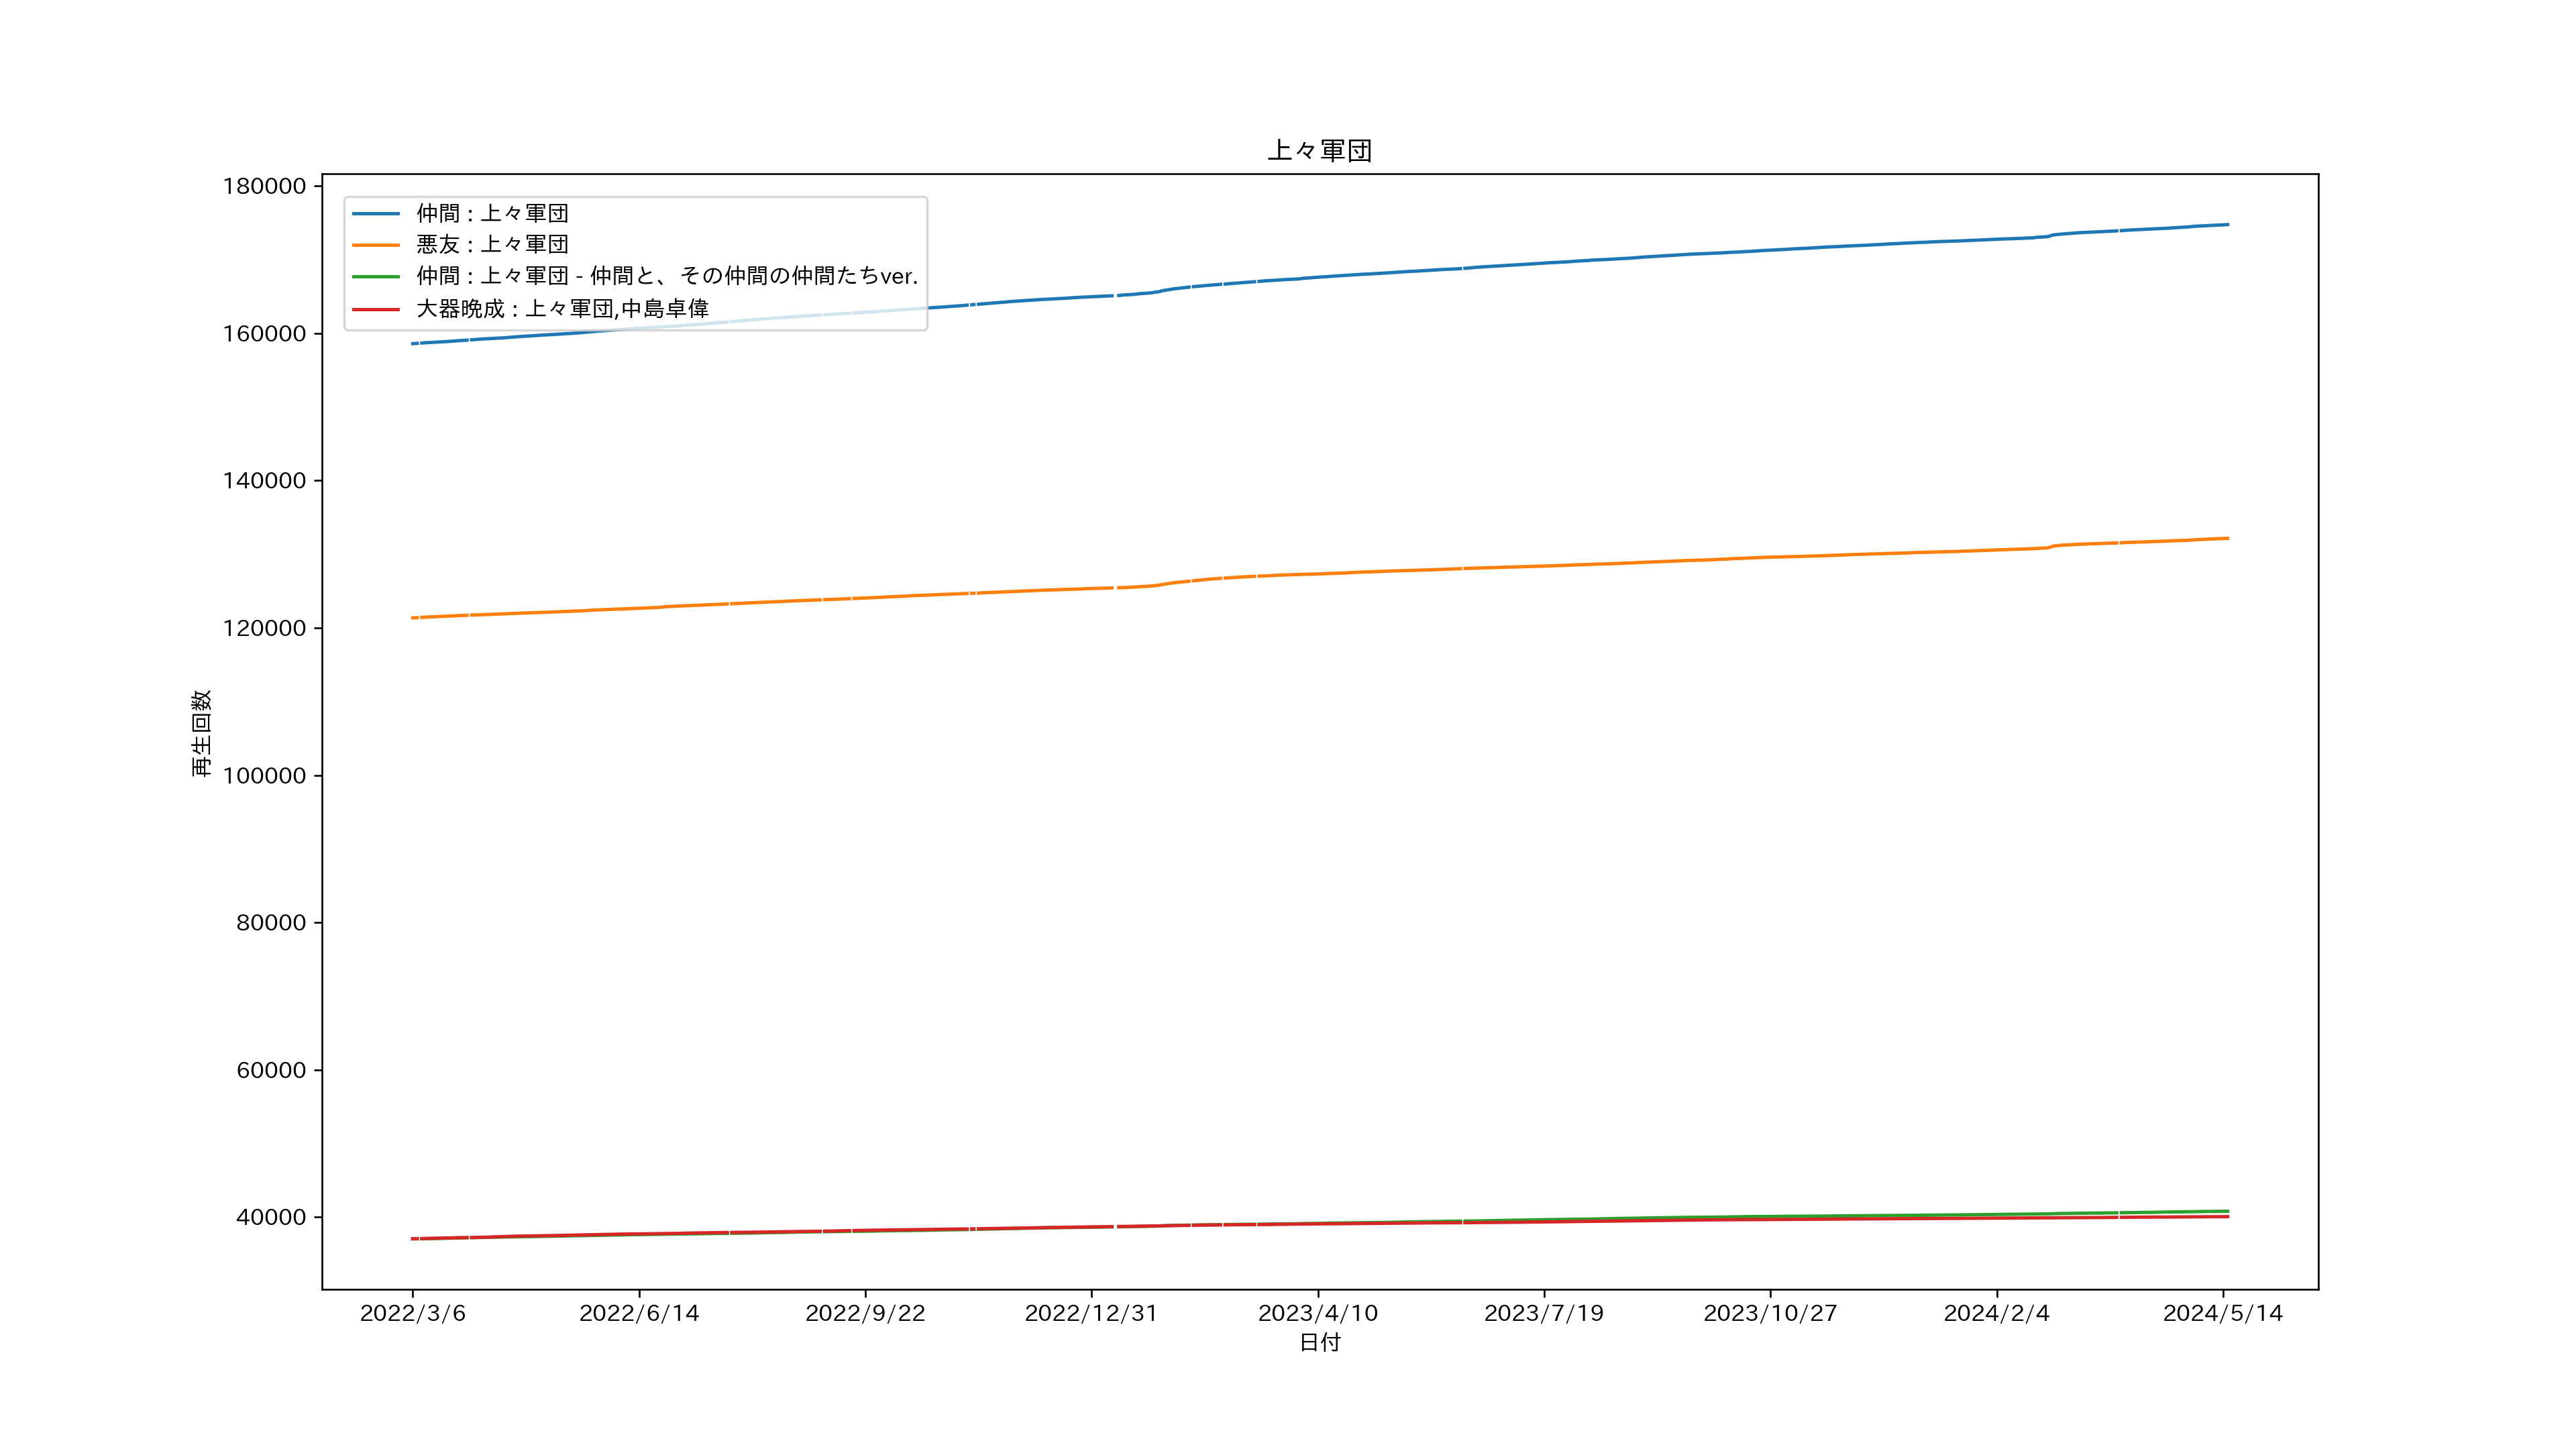 上々軍団
仲間 : 上々軍団
悪友 : 上々軍団
仲間 : 上々軍団 - 仲間と、その仲間の仲間たちver.
大器晩成 : 上々軍団,中島卓偉
再生回数
180000
160000
140000
120000
100000
80000
60000
40000
2022/3/6 2022/6/14 2022/9/22 2022/12/31 2023/4/10 2023/7/19 2023/10/27 2024/2/4 2024/5/14
日付